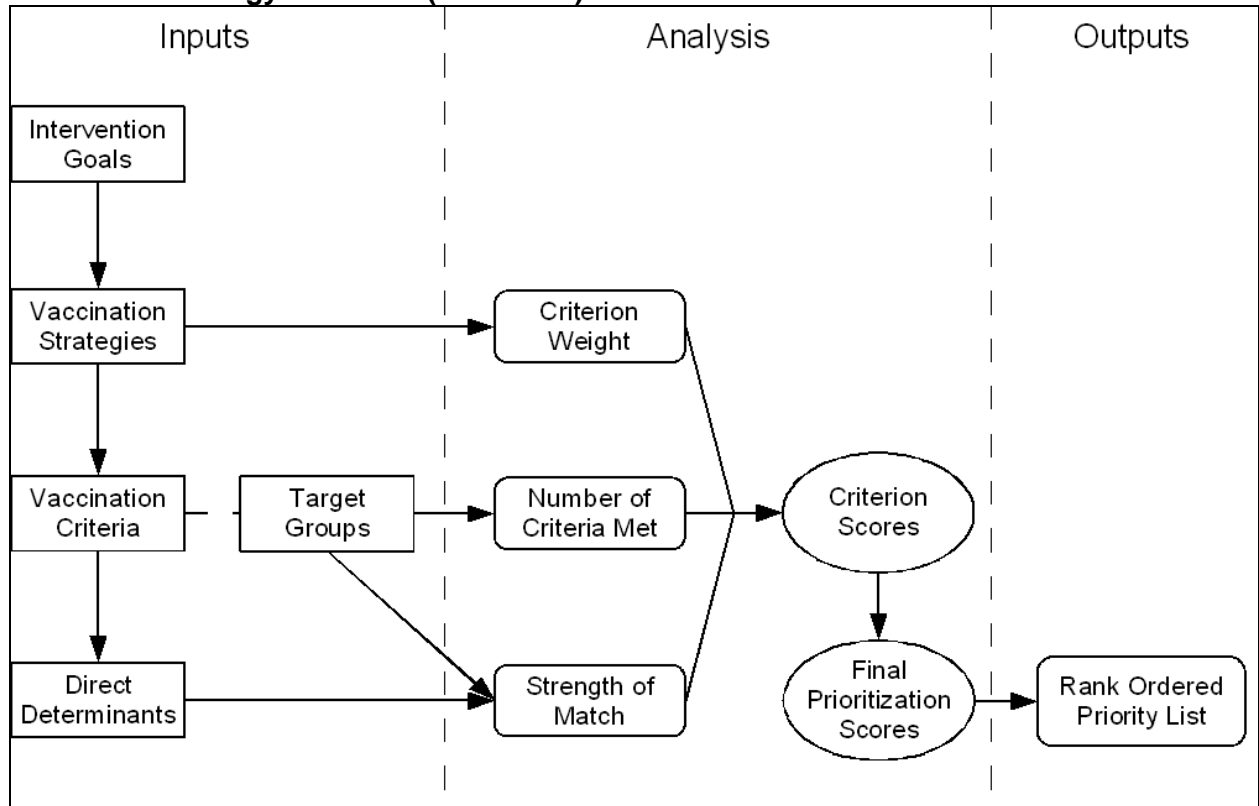 Inputs
Analysis
Outputs
Intervention
Goals
Vaccination
Strategies
Criterion
Weight
Vaccination
Criteria
Target
Groups
Number of
Criteria Met
Criterion
Scores
Direct
Determinants
Strength of
Match
Final
Prioritization
Scores
Rank Ordered
Priority List